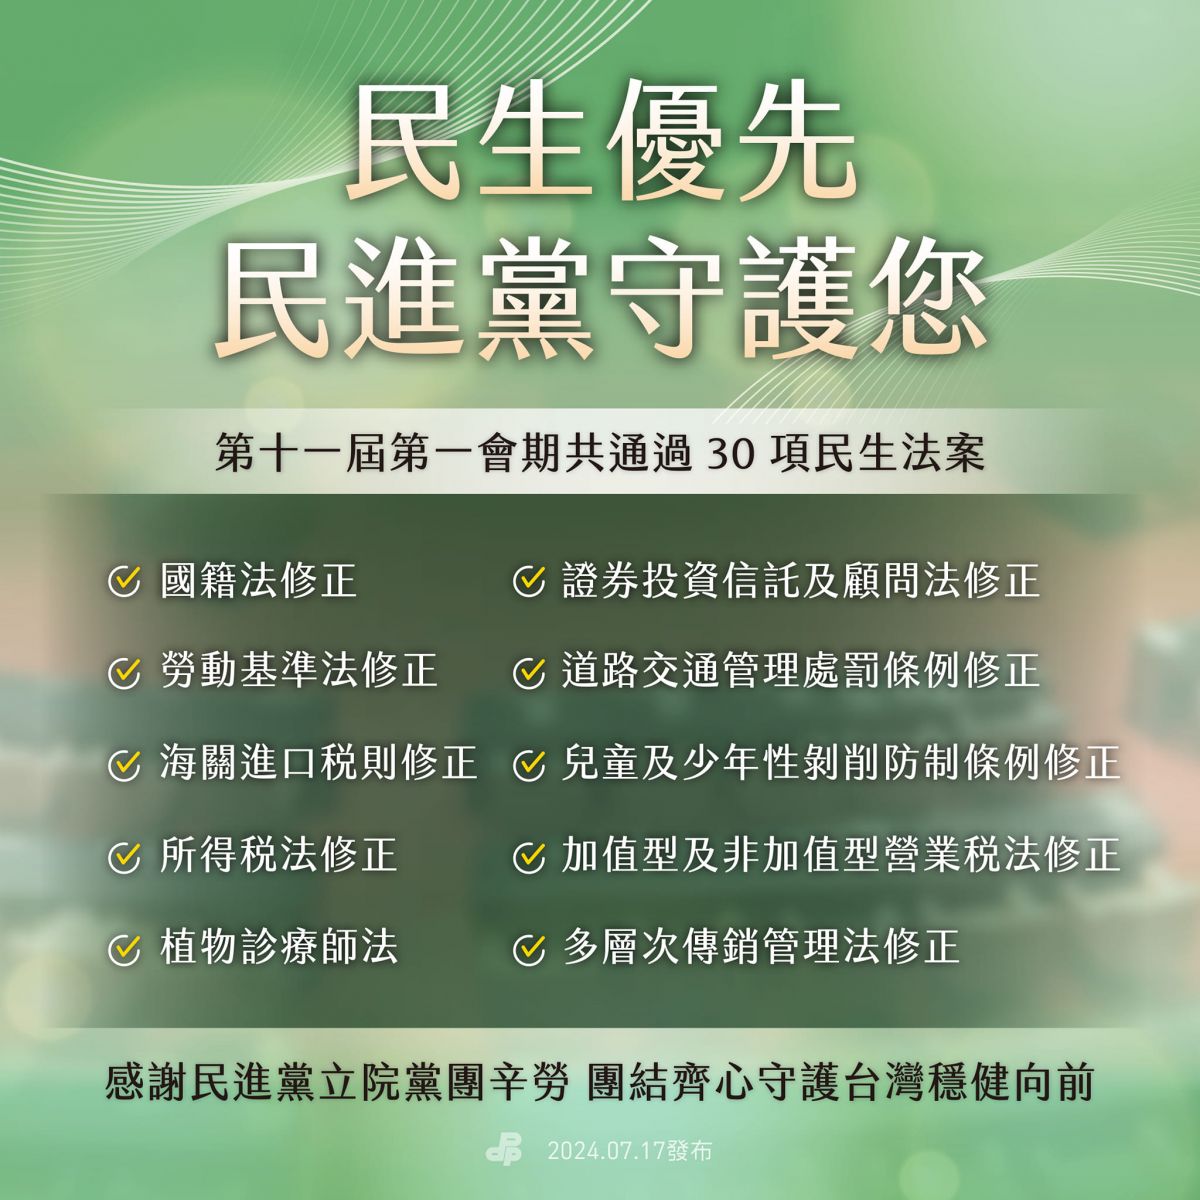 民生優先
民進黨守護您
第十一屆第一會期共通過 30 項民生法案
國籍法修正
勞動基準法修正
海關進口税則修正
所得税法修正
植物診療師法
證券投資信託及顧問法修正
道路交通管理處罰條例修正
兒童及少年性剝削防制條例修正
加值型及非加值型營業税法修正
多層次傳銷管理法修正
感謝民進黨立院黨團辛勞 團結齊心守護台灣穩健向前
DPP 2024.07.17發布